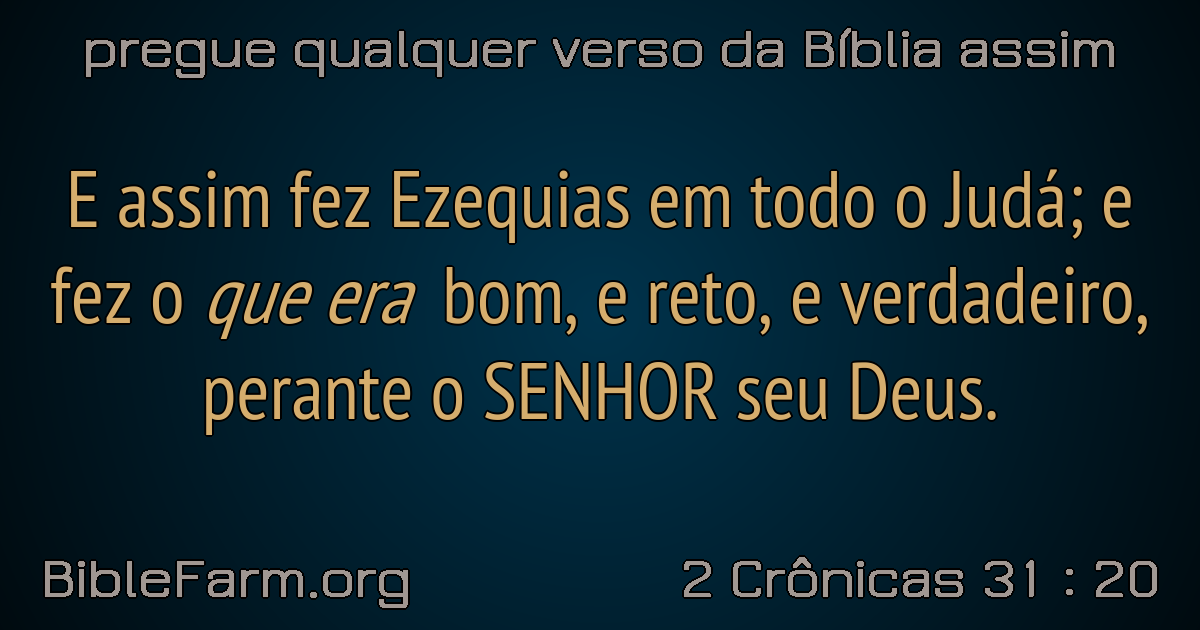 pregue qualquer verso da Bíblia assim
E assim fez Ezequias em todo o Judá; e
fez o que era bom, e reto, e verdadeiro,
perante o SENHOR seu Deus.
BibleFarm.org
2 Crônicas 31 : 20